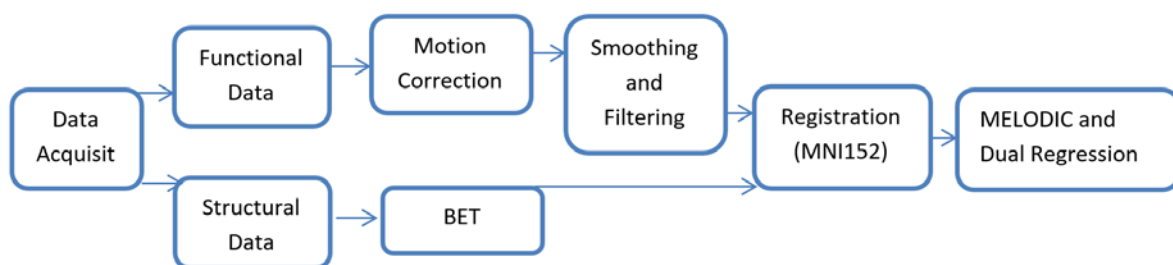 Data
Acquisit
Functional
Data
Motion
Correction
Smoothing
and
Filtering
Structural
Data
BET
Registration
(MNI152)
MELODIC and
Dual Regression